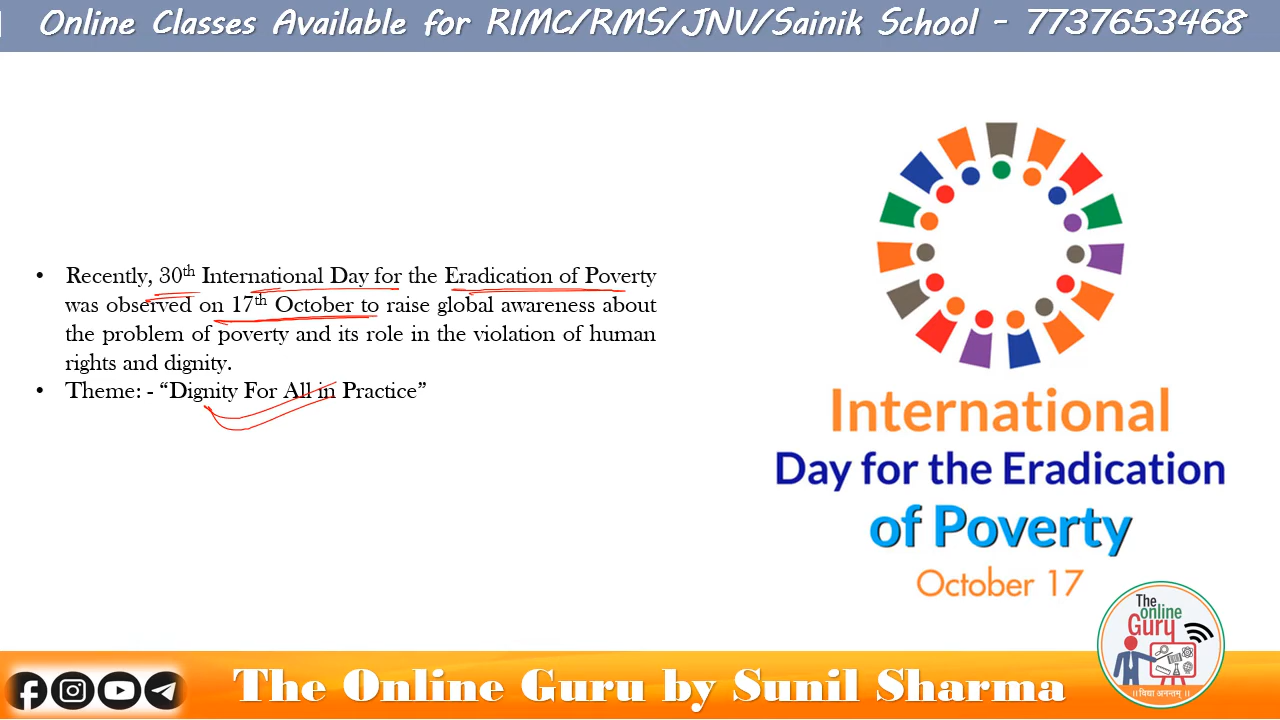 Online Classes Available for RIMC/RMS/JNV/Sainik School - 7737653468
• Recently, 30th International Day for the Eradication of Poverty
was observed on 17th October to raise global awareness about
the problem of poverty and its role in the violation of human
rights and dignity.
• Theme: - “Dignity For All in Practice”
International
Day for the Eradication
of Poverty
October 17
The
online
Gury
।। विद्या अनन्तम् ।।
The Online Guru by Sunil Sharma